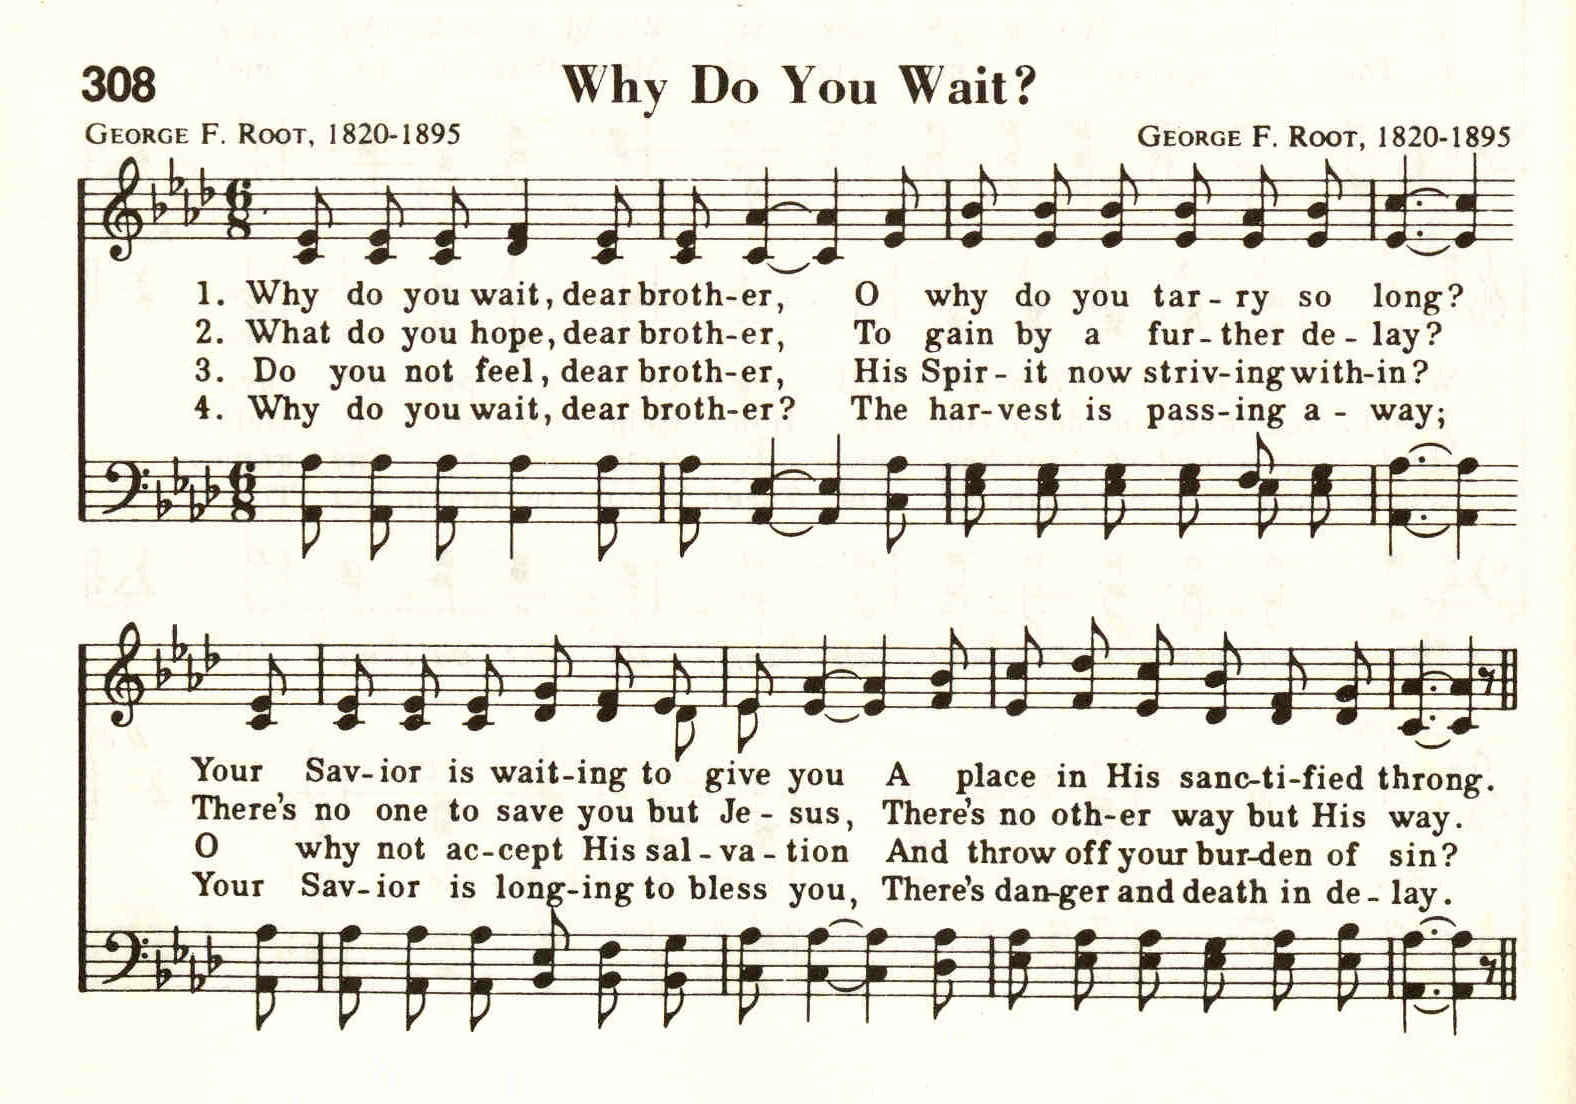 308
Why Do You Wait?
GEORGE F. ROOT, 1820-1895
GEORGE F. ROOT, 1820-1895
6
8
1. Why do you wait, dear broth-er, O why do you tar-ry so long?
2. What do you hope, dear broth-er, To gain by a fur-ther de-lay?
3. Do you not feel, dear broth-er, His Spir-it now striv-ing with-in?
4. Why do you wait, dear broth-er? The har-vest is pass-ing a-way;
6
8
Your Sav-ior is wait-ing to give you A place in His sanc-ti-fied throng.
There's no one to save you but Je-sus, There's no oth-er way but His way.
O why not ac-cept His sal-va-tion And throw off your bur-den of sin?
Your Sav-ior is long-ing to bless you, There's dan-ger and death in de-lay.